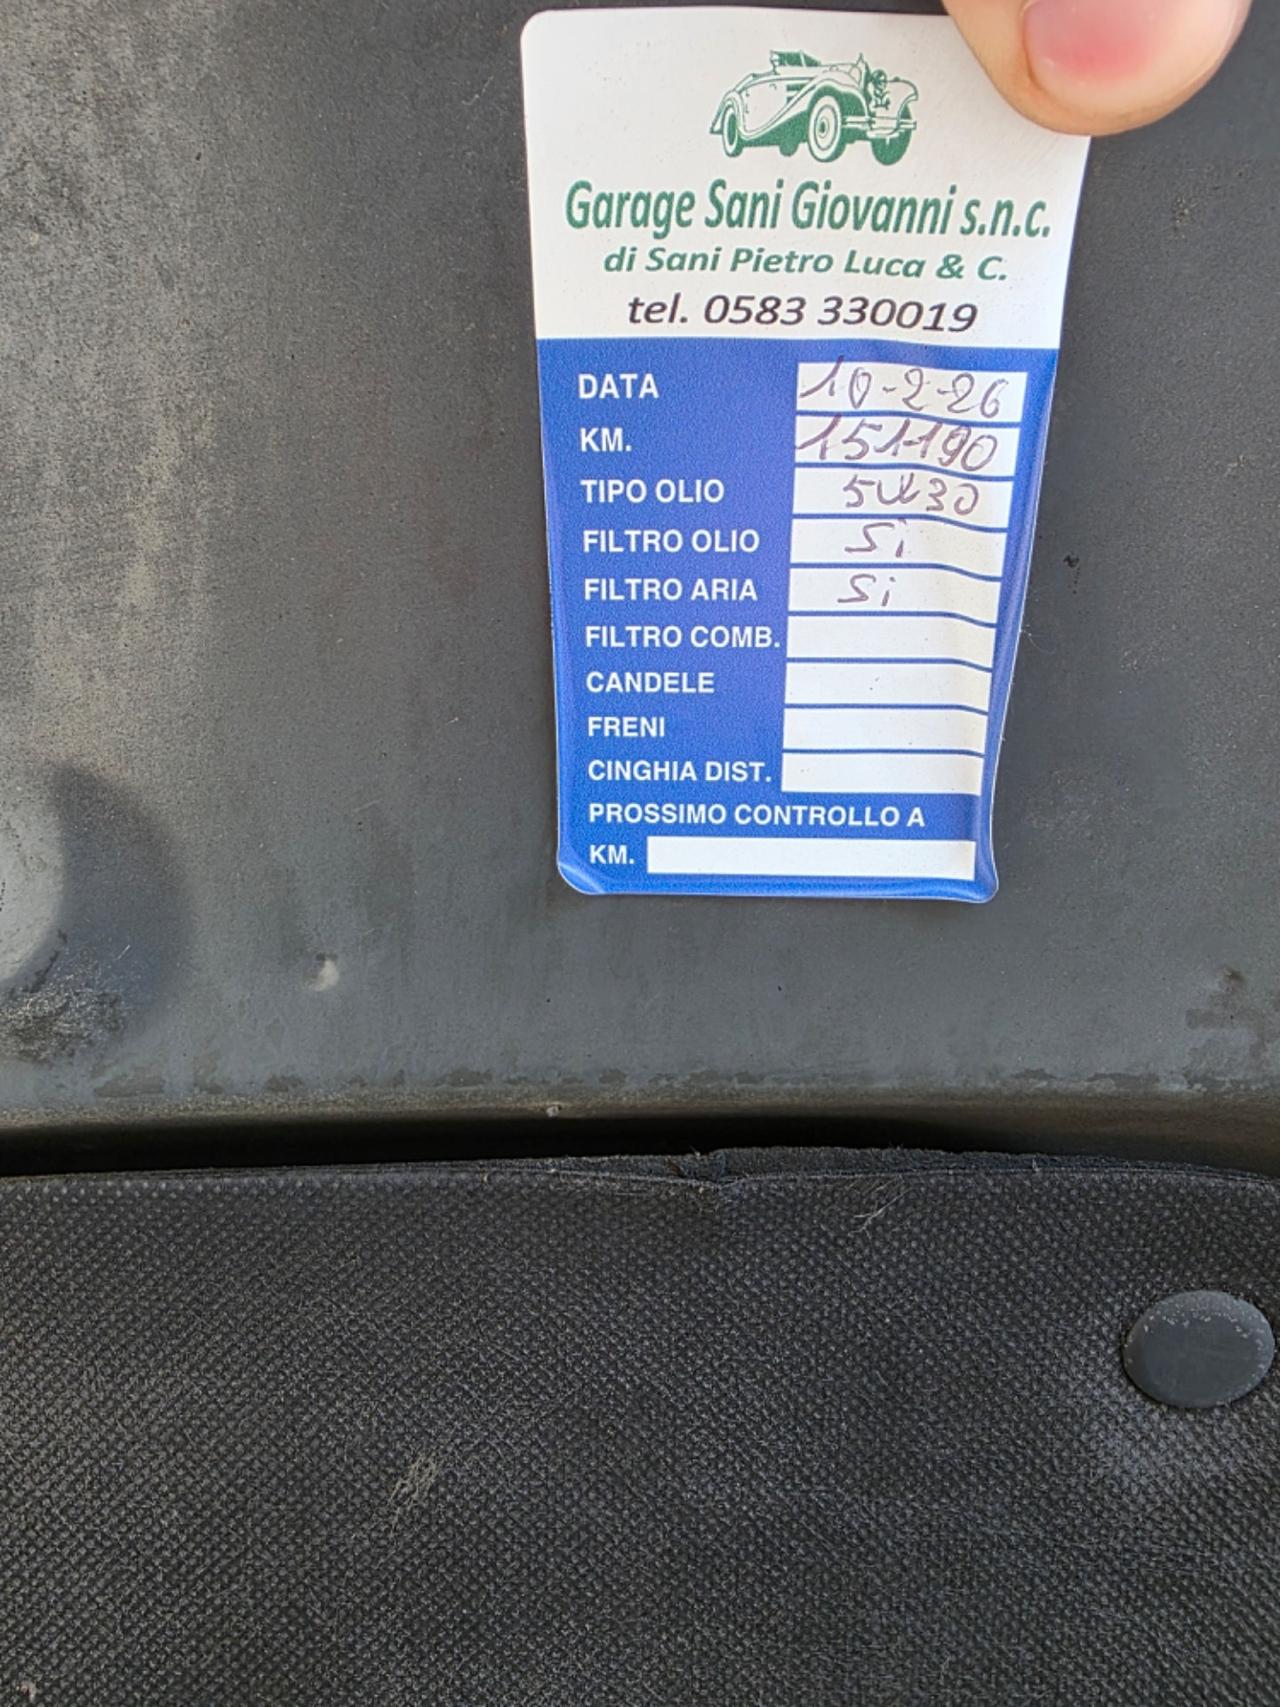 Garage Sani Giovanni s.n.c.
di Sani Pietro Luca & C.
tel. 0583 330019
DATA 10-2-26
KM. 151190
TIPO OLIO 5W30
FILTRO OLIO Si
FILTRO ARIA Si
FILTRO COMB.
CANDELE
FRENI
CINGHIA DIST.
PROSSIMO CONTROLLO A
KM.